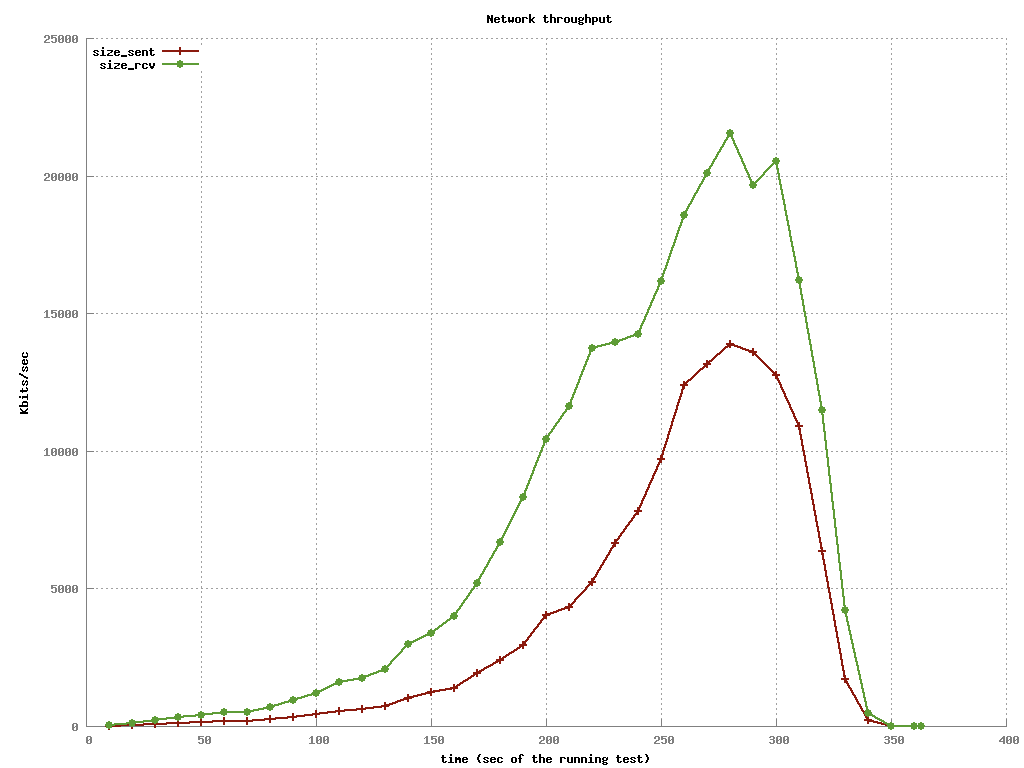 Network throughput
25000
size_sent
size_rcv
20000
15000
Kbits/sec
10000
5000
0
0 50 100 150 200 250 300 350 400
time (sec of the running test)